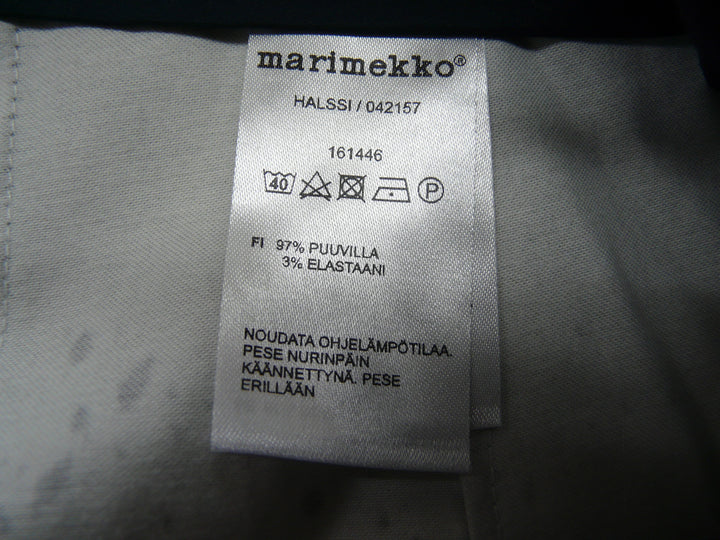 marimekko®
HALSSI / 042157
161446
40 P
FI 97% PUUVILLA
3% ELASTAANI
NOUDATA OHJELÄMPÖTILAA.
PESE NURINPÄIN
KÄÄNNETTYNÄ. PESE
ERILLÄÄN